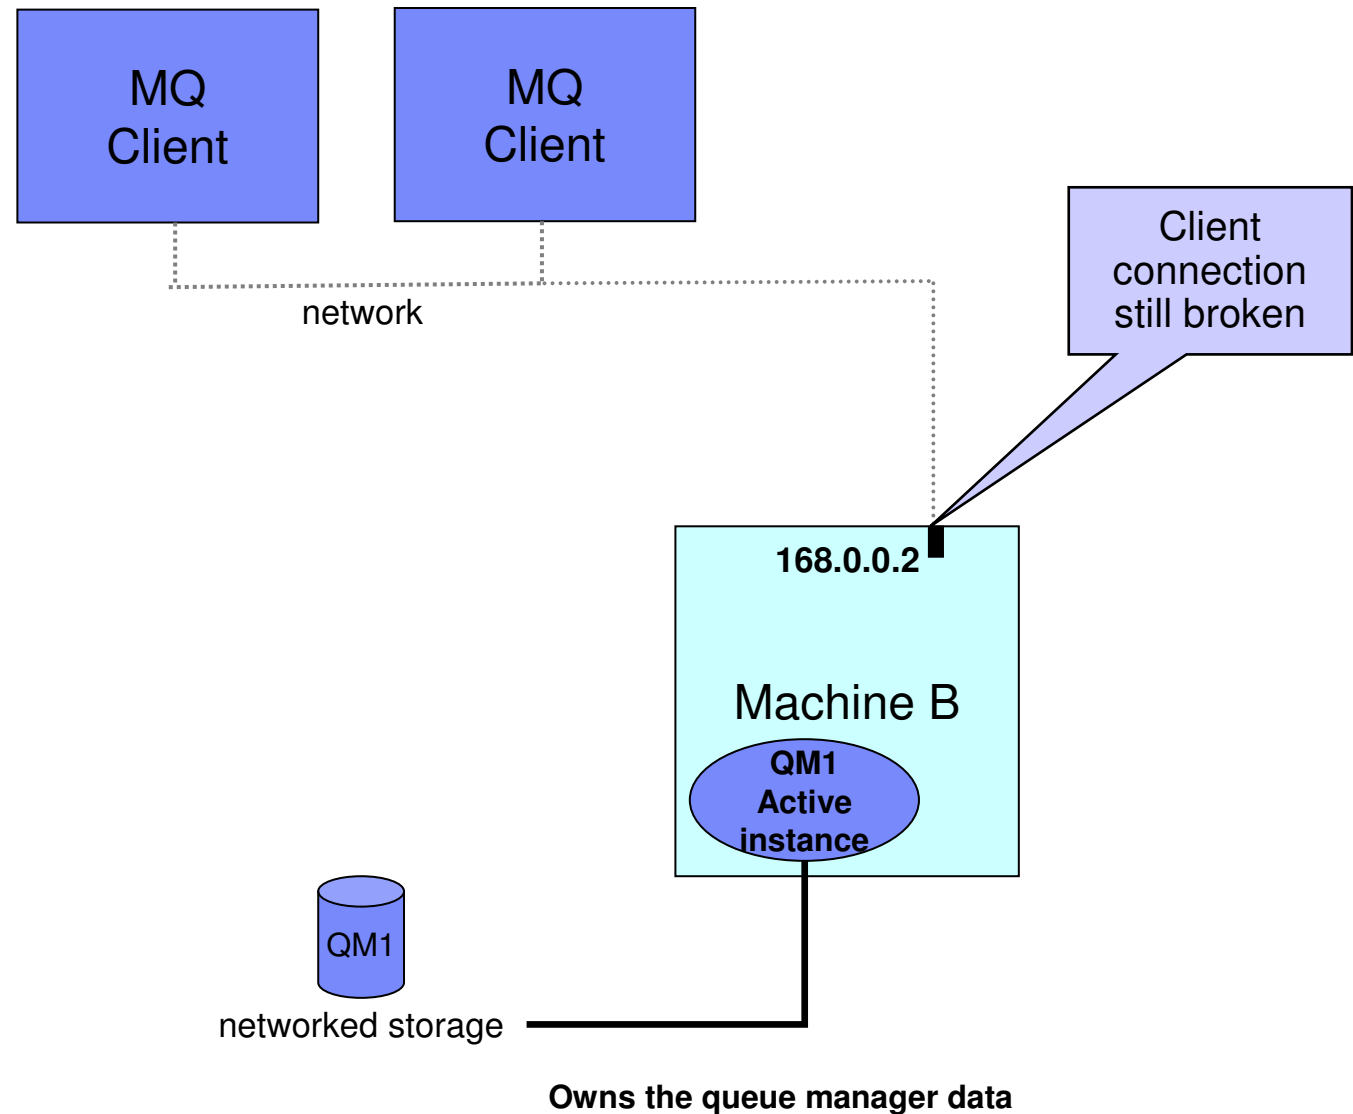 MQ
Client
MQ
Client
Client
connection
still broken
network
168.0.0.2
Machine B
QM1
Active
instance
QM1
networked storage
Owns the queue manager data